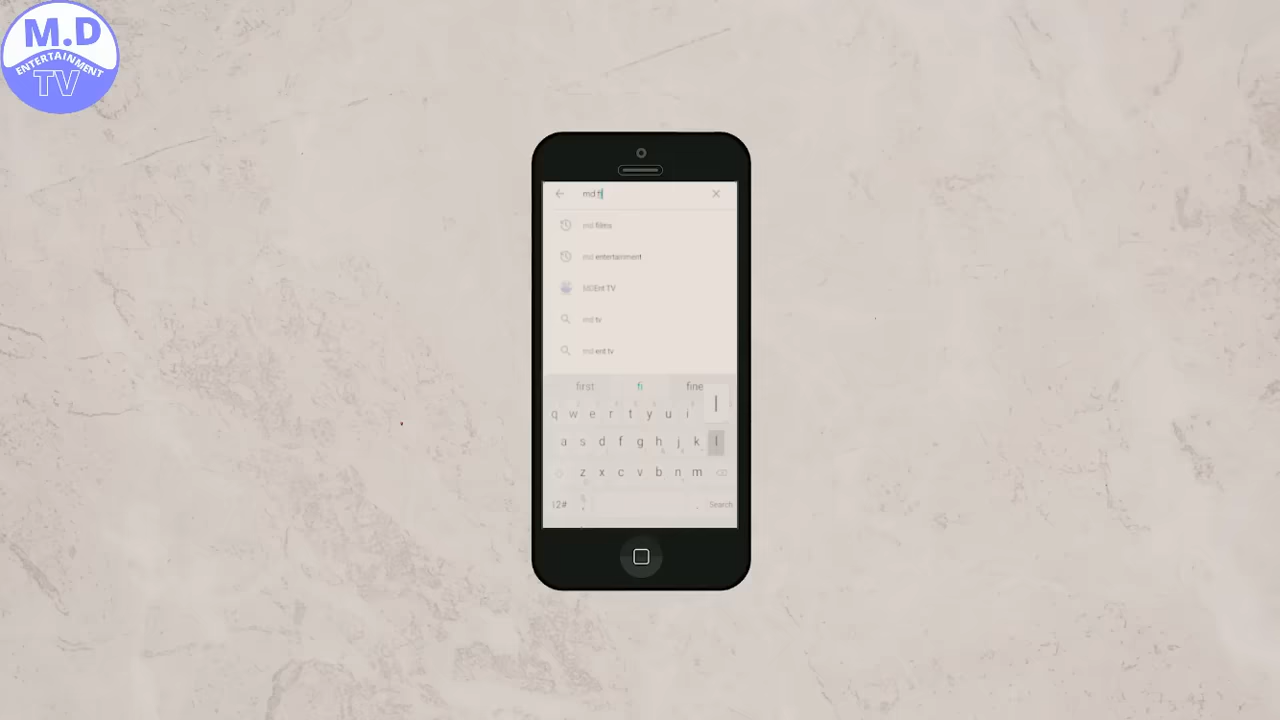 M.D
ENTERTAINMENT
TV
md fi
md films
md entertainment
MDEnt TV
md tv
md ent tv
first fi fine
l
q w e r t y u i
a s d f g h j k l
z x c v b n m
!2# , . Search